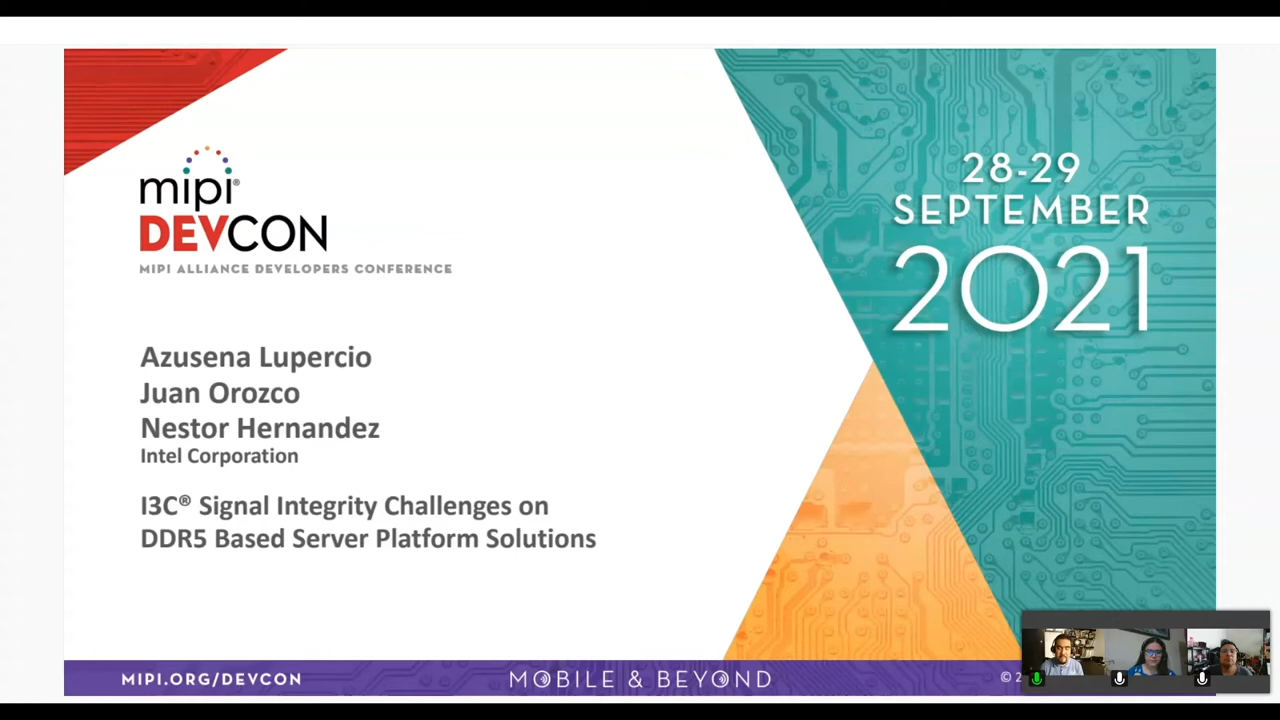 mipi®
DEVCON
MIPI ALLIANCE DEVELOPERS CONFERENCE
28-29
SEPTEMBER
2021
Azusena Lupercio
Juan Orozco
Nestor Hernandez
Intel Corporation
I3C® Signal Integrity Challenges on
DDR5 Based Server Platform Solutions
MIPI.ORG/DEVCON
MOBILE & BEYOND
© 2